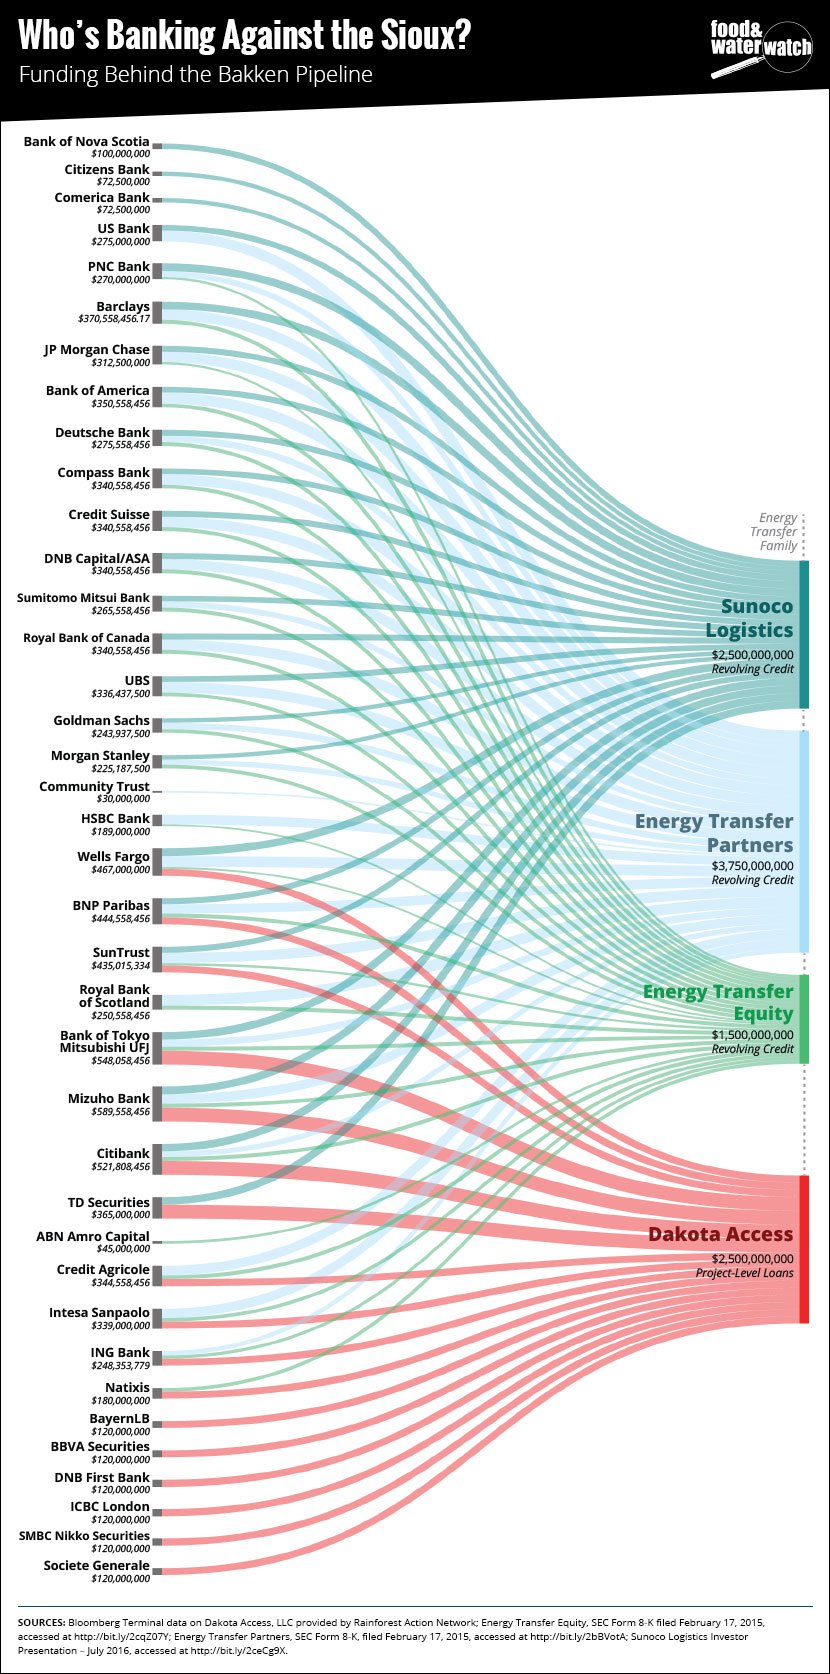 Who's Banking Against the Sioux?
Funding Behind the Bakken Pipeline
food&
water watch
Bank of Nova Scotia
$100,000,000
Citizens Bank
$72,500,000
Comerica Bank
$72,500,000
US Bank
$275,000,000
PNC Bank
$270,000,000
Barclays
$370,558,456.17
JP Morgan Chase
$312,500,000
Bank of America
$350,558,456
Deutsche Bank
$275,558,456
Compass Bank
$340,558,456
Credit Suisse
$340,558,456
DNB Capital/ASA
$340,558,456
Sumitomo Mitsui Bank
$265,558,456
Royal Bank of Canada
$340,558,456
UBS
$336,437,500
Goldman Sachs
$243,937,500
Morgan Stanley
$225,187,500
Community Trust
$30,000,000
HSBC Bank
$189,000,000
Wells Fargo
$467,000,000
BNP Paribas
$444,558,456
SunTrust
$435,015,334
Royal Bank
of Scotland
$250,558,456
Bank of Tokyo
Mitsubishi UFJ
$548,058,456
Mizuho Bank
$589,558,456
Citibank
$521,808,456
TD Securities
$365,000,000
ABN Amro Capital
$45,000,000
Credit Agricole
$344,558,456
Intesa Sanpaolo
$339,000,000
ING Bank
$248,353,779
Natixis
$180,000,000
BayernLB
$120,000,000
BBVA Securities
$120,000,000
DNB First Bank
$120,000,000
ICBC London
$120,000,000
SMBC Nikko Securities
$120,000,000
Societe Generale
$120,000,000
Energy
Transfer
Family
Sunoco
Logistics
$2,500,000,000
Revolving Credit
Energy Transfer
Partners
$3,750,000,000
Revolving Credit
Energy Transfer
Equity
$1,500,000,000
Revolving Credit
Dakota Access
$2,500,000,000
Project-Level Loans
SOURCES: Bloomberg Terminal data on Dakota Access, LLC provided by Rainforest Action Network; Energy Transfer Equity, SEC Form 8-K filed February 17, 2015,
accessed at http://bit.ly/2cqZ07Y; Energy Transfer Partners, SEC Form 8-K, filed February 17, 2015, accessed at http://bit.ly/2bBVotA; Sunoco Logistics Investor
Presentation – July 2016, accessed at http://bit.ly/2ceCg9X.